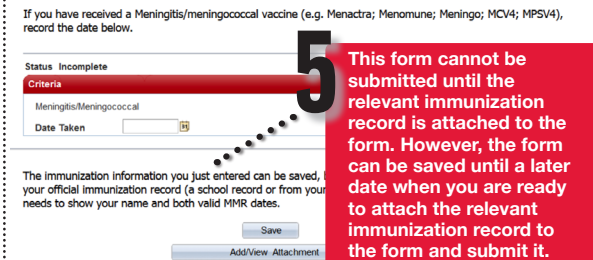 If you have received a Meningitis/meningococcal vaccine (e.g. Menactra; Menomune; Meningo; MCV4; MPSV4),
record the date below.
Status Incomplete
Criteria
Meningitis/Meningococcal
Date Taken
The immunization information you just entered can be saved,
your official immunization record (a school record or from your
needs to show your name and both valid MMR dates.
Save
Add/View Attachment
5
This form cannot be
submitted until the
relevant immunization
record is attached to the
form. However, the form
can be saved until a later
date when you are ready
to attach the relevant
immunization record to
the form and submit it.